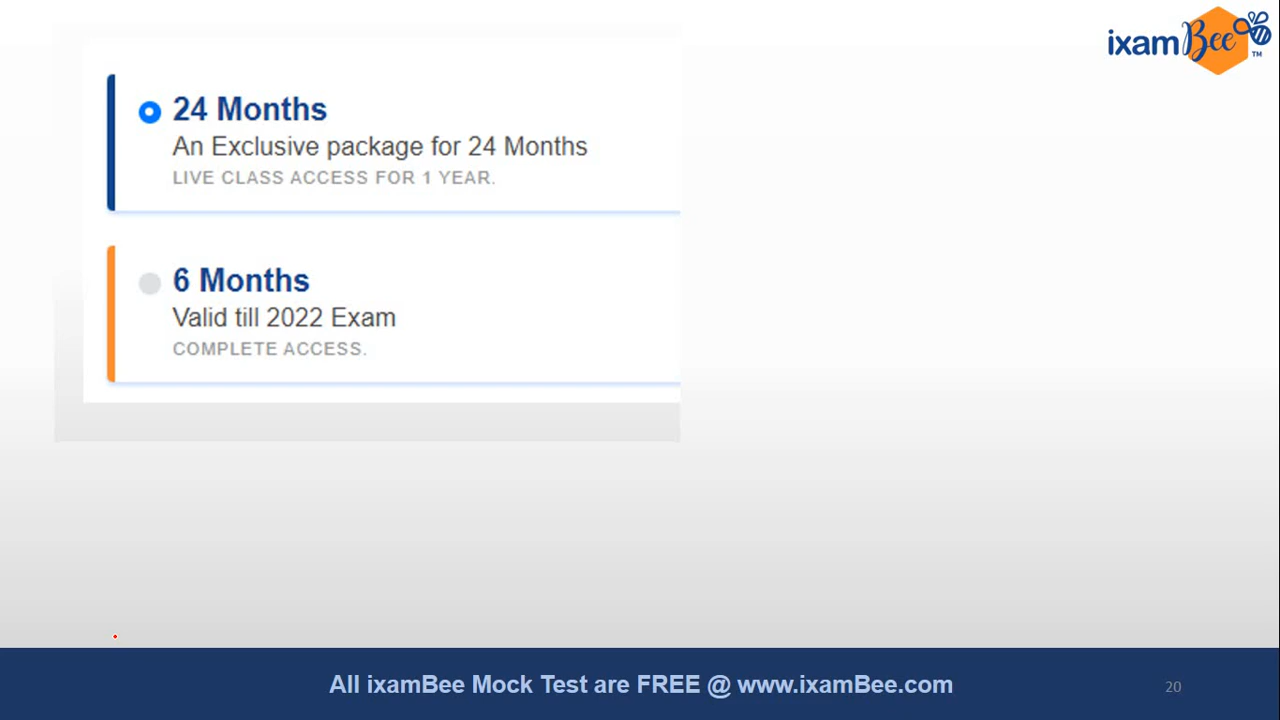 ixamBee™
24 Months
An Exclusive package for 24 Months
LIVE CLASS ACCESS FOR 1 YEAR.
6 Months
Valid till 2022 Exam
COMPLETE ACCESS.
All ixamBee Mock Test are FREE @ www.ixamBee.com
20